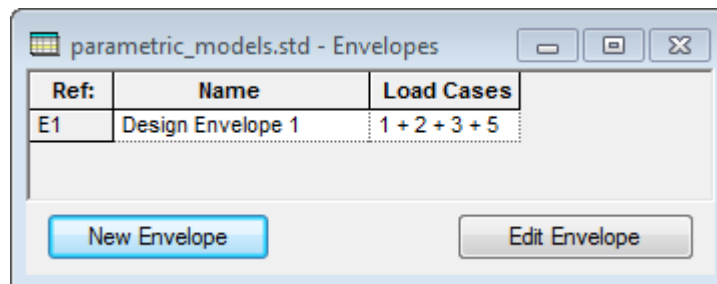 parametric_models.std - Envelopes
Ref: Name Load Cases
E1 Design Envelope 1 1 + 2 + 3 + 5
New Envelope Edit Envelope